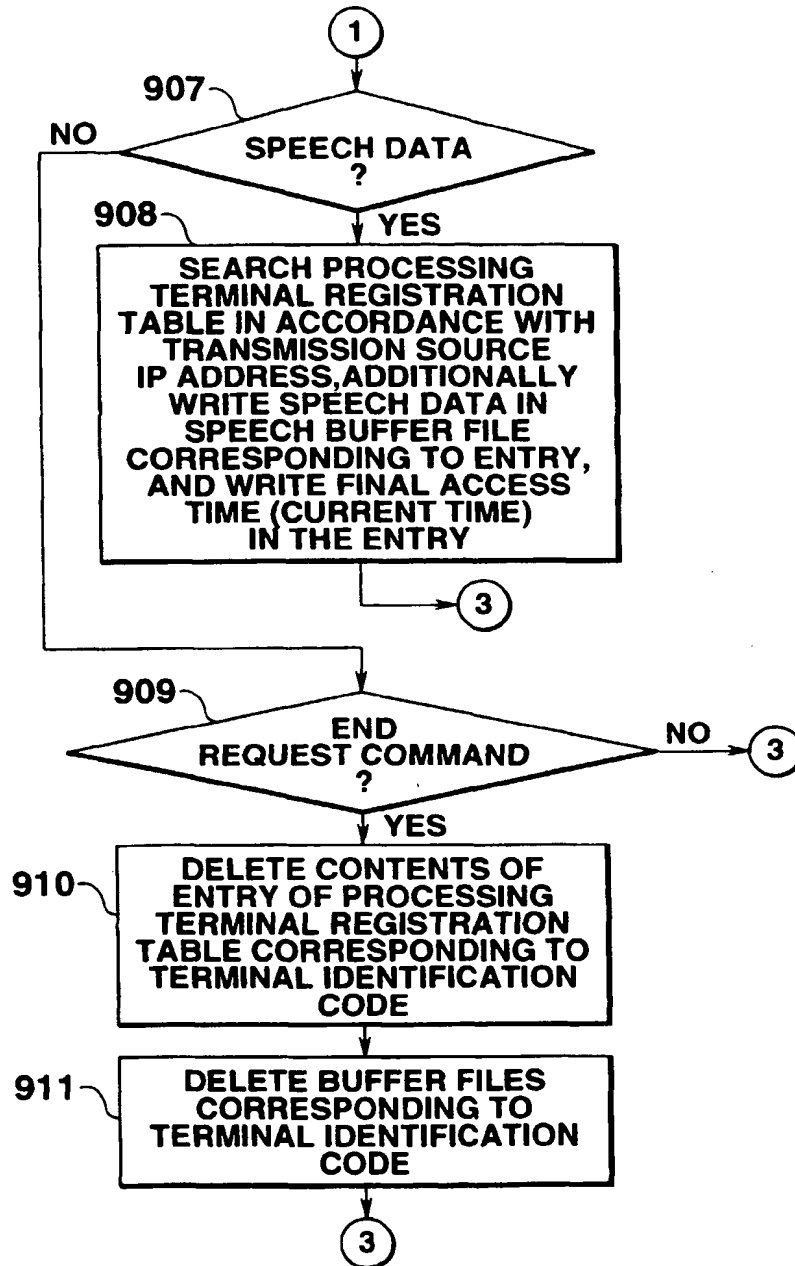 1
907
NO
SPEECH DATA
?
YES
908
SEARCH PROCESSING
TERMINAL REGISTRATION
TABLE IN ACCORDANCE WITH
TRANSMISSION SOURCE
IP ADDRESS,ADDITIONALLY
WRITE SPEECH DATA IN
SPEECH BUFFER FILE
CORRESPONDING TO ENTRY,
AND WRITE FINAL ACCESS
TIME (CURRENT TIME)
IN THE ENTRY
3
909
END
REQUEST COMMAND
?
NO
3
YES
910
DELETE CONTENTS OF
ENTRY OF PROCESSING
TERMINAL REGISTRATION
TABLE CORRESPONDING TO
TERMINAL IDENTIFICATION
CODE
911
DELETE BUFFER FILES
CORRESPONDING TO
TERMINAL IDENTIFICATION
CODE
3